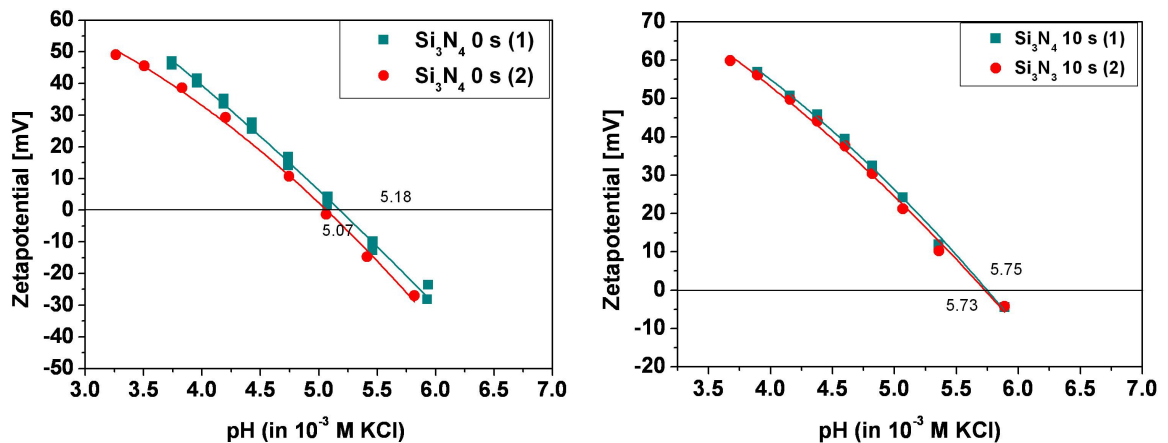 60
50
40
30
20
10
0
-10
-20
-30
-40
-50
Zetapotential [mV]
Si₃N₄ 0 s (1)
Si₃N₄ 0 s (2)
5.18
5.07
3.0 3.5 4.0 4.5 5.0 5.5 6.0 6.5 7.0
pH (in 10⁻³ M KCl)
70
60
50
40
30
20
10
0
-10
-20
Zetapotential [mV]
Si₃N₄ 10 s (1)
Si₃N₃ 10 s (2)
5.75
5.73
3.5 4.0 4.5 5.0 5.5 6.0 6.5 7.0
pH (in 10⁻³ M KCl)